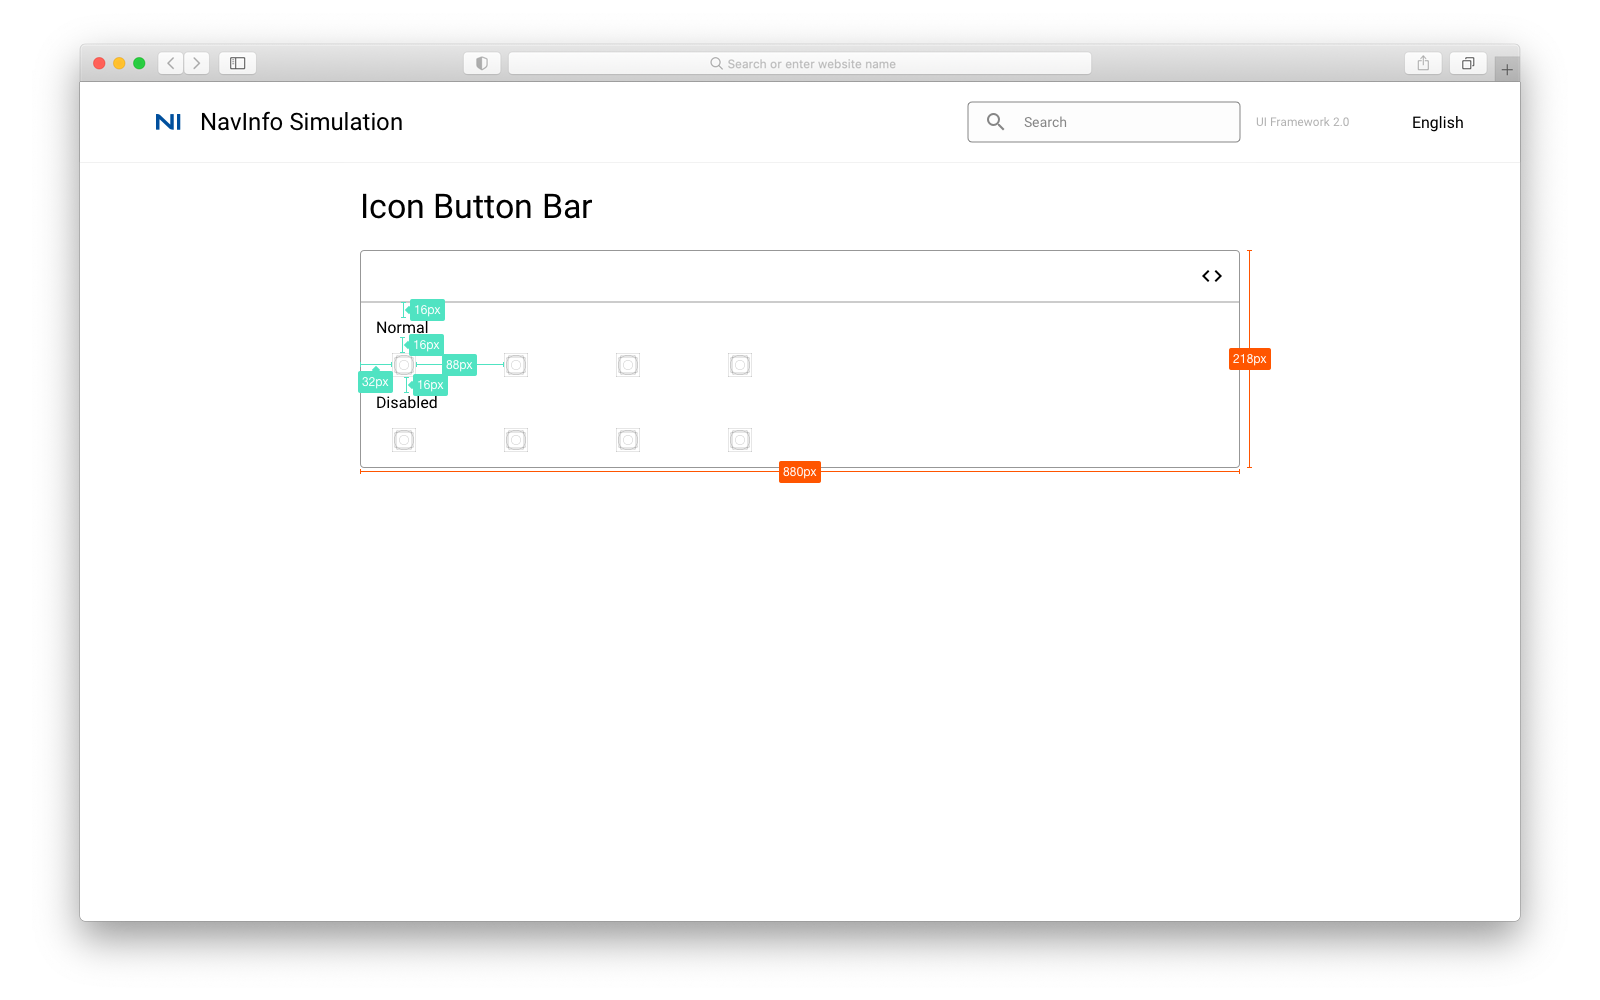 Search or enter website name
NI NavInfo Simulation
Search
UI Framework 2.0
English
Icon Button Bar
16px
Normal
16px
88px
32px
16px
Disabled
218px
880px